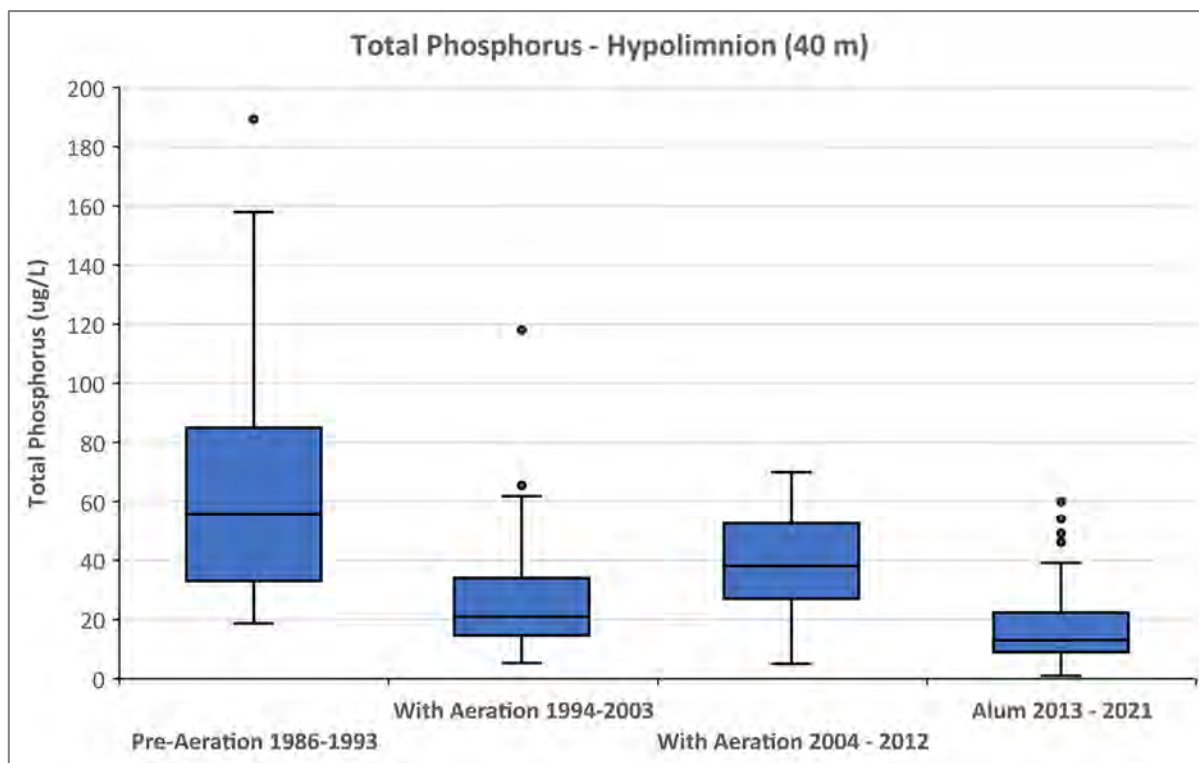 Total Phosphorus - Hypolimnion (40 m)
Total Phosphorus (ug/L)
200
180
160
140
120
100
80
60
40
20
0
With Aeration 1994-2003
Alum 2013 - 2021
Pre-Aeration 1986-1993
With Aeration 2004 - 2012